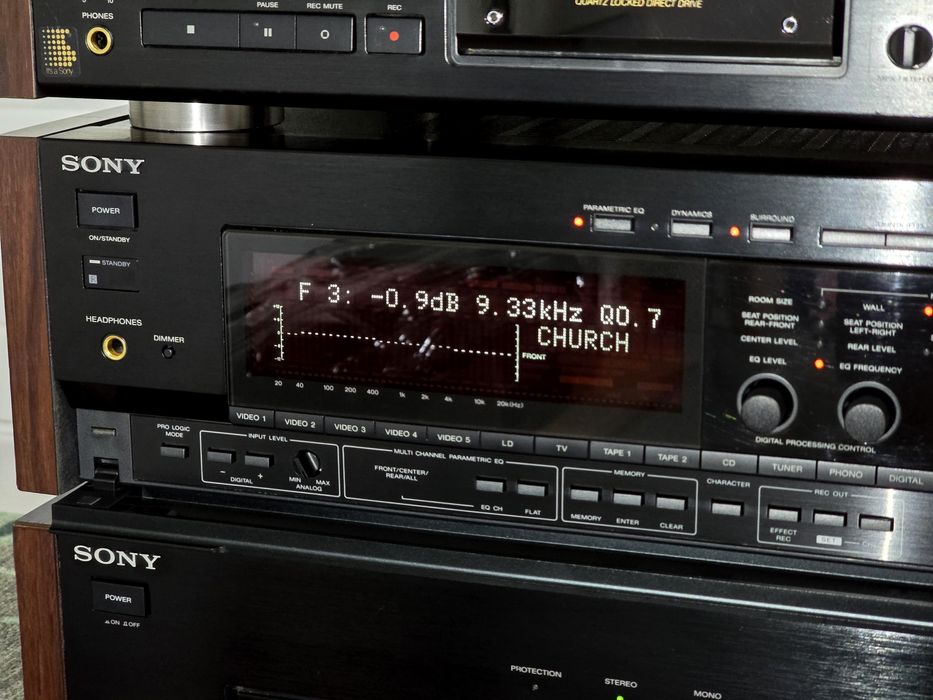 PHONES
PAUSE
REC MUTE
REC
QUARTZ LOCKED DIRECT DRIVE
It's a Sony
SONY
POWER
ON/STANDBY
STANDBY
HEADPHONES
DIMMER
PARAMETRIC EQ
DYNAMICS
SURROUND
F 3: -0.9dB 9.33kHz Q0.7
CHURCH
FRONT
20 40 100 200 400 1k 2k 4k 10k 20k(Hz)
ROOM SIZE
SEAT POSITION
REAR-FRONT
CENTER LEVEL
EQ LEVEL
WALL
SEAT POSITION
LEFT-RIGHT
REAR LEVEL
EQ FREQUENCY
DIGITAL PROCESSING CONTROL
VIDEO 1
VIDEO 2
VIDEO 3
VIDEO 4
VIDEO 5
LD
TV
TAPE 1
TAPE 2
CD
TUNER
PHONO
DIGITAL
PRO LOGIC
MODE
INPUT LEVEL
- +
DIGITAL
MIN MAX
ANALOG
MULTI CHANNEL PARAMETRIC EQ
FRONT/CENTER/
REAR/ALL
EQ CH
FLAT
MEMORY
MEMORY
ENTER
CLEAR
CHARACTER
REC OUT
EFFECT
REC
SET
SONY
POWER
ON OFF
PROTECTION
STEREO
MONO